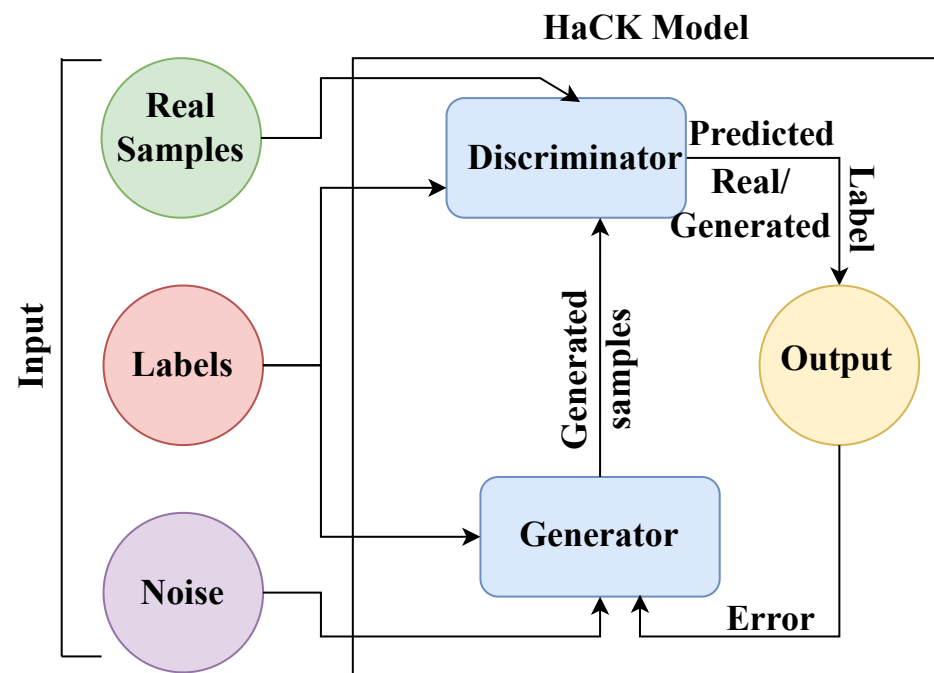 HaCK Model
Input
Real
Samples
Labels
Noise
Discriminator
Predicted
Real/
Generated
Label
Generated
samples
Output
Generator
Error